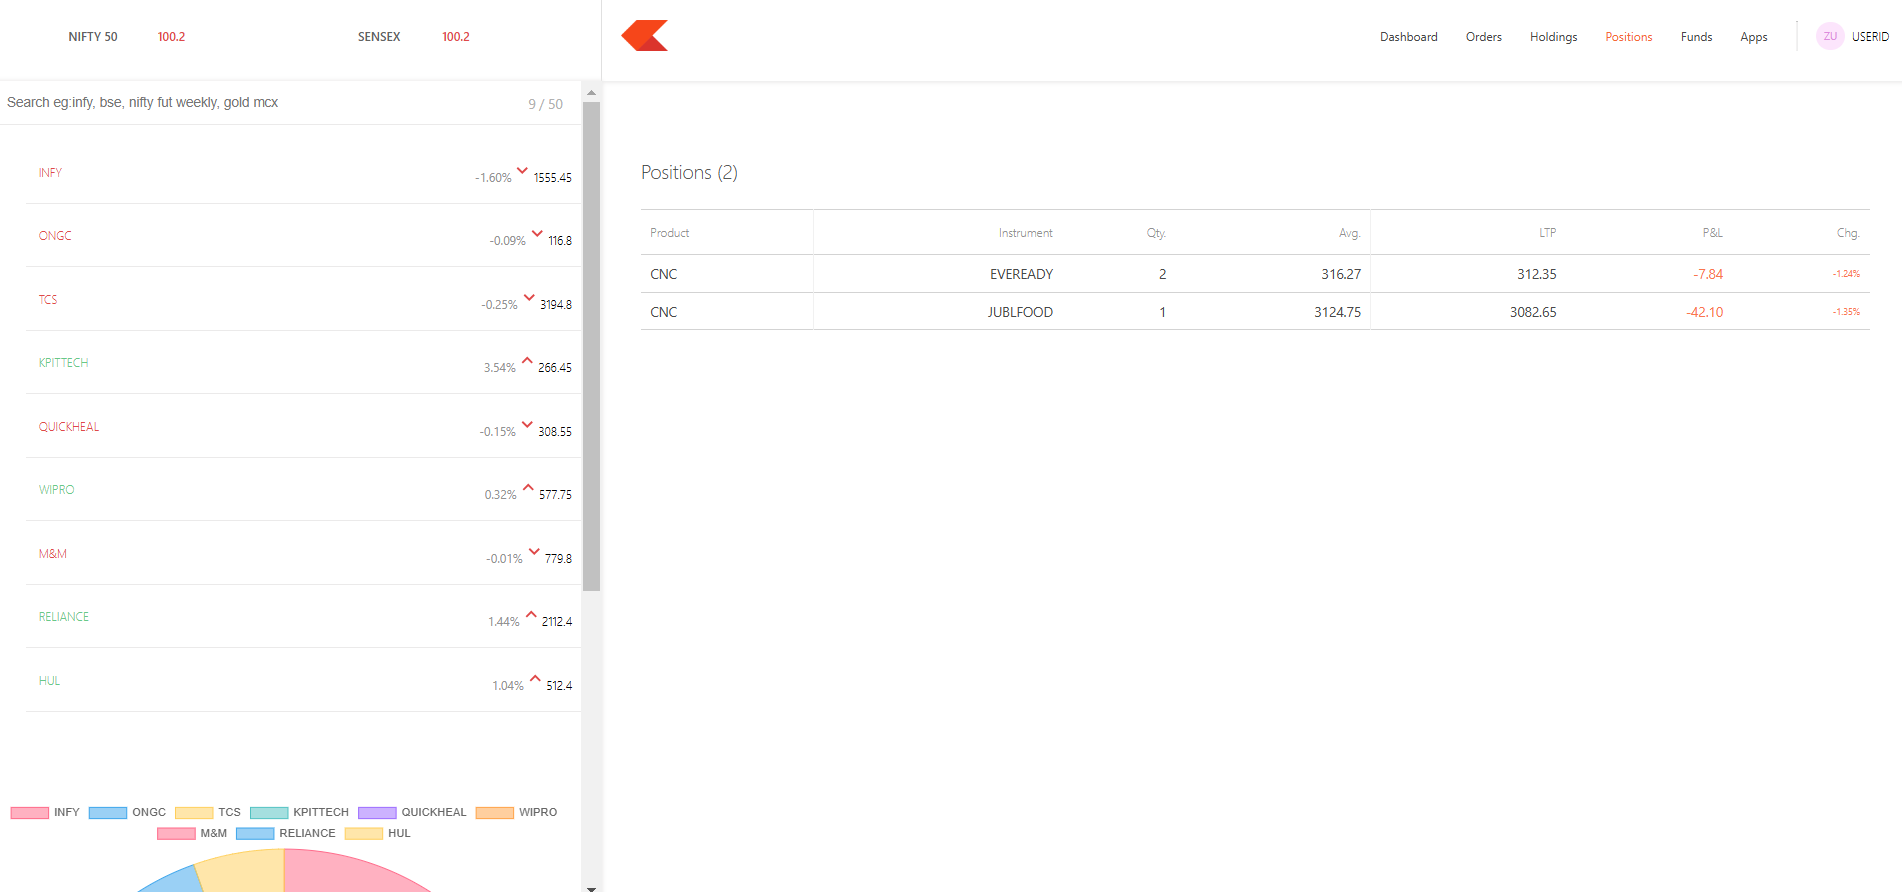 NIFTY 50 100.2 SENSEX 100.2
Dashboard Orders Holdings Positions Funds Apps ZU USERID
Search eg:infy, bse, nifty fut weekly, gold mcx 9 / 50
INFY -1.60% 1555.45
ONGC -0.09% 116.8
TCS -0.25% 3194.8
KPITTECH 3.54% 266.45
QUICKHEAL -0.15% 308.55
WIPRO 0.32% 577.75
M&M -0.01% 779.8
RELIANCE 1.44% 2112.4
HUL 1.04% 512.4
INFY ONGC TCS KPITTECH QUICKHEAL WIPRO
M&M RELIANCE HUL
Positions (2)
Product Instrument Qty. Avg. LTP P&L Chg.
CNC EVEREADY 2 316.27 312.35 -7.84 -1.24%
CNC JUBLFOOD 1 3124.75 3082.65 -42.10 -1.35%